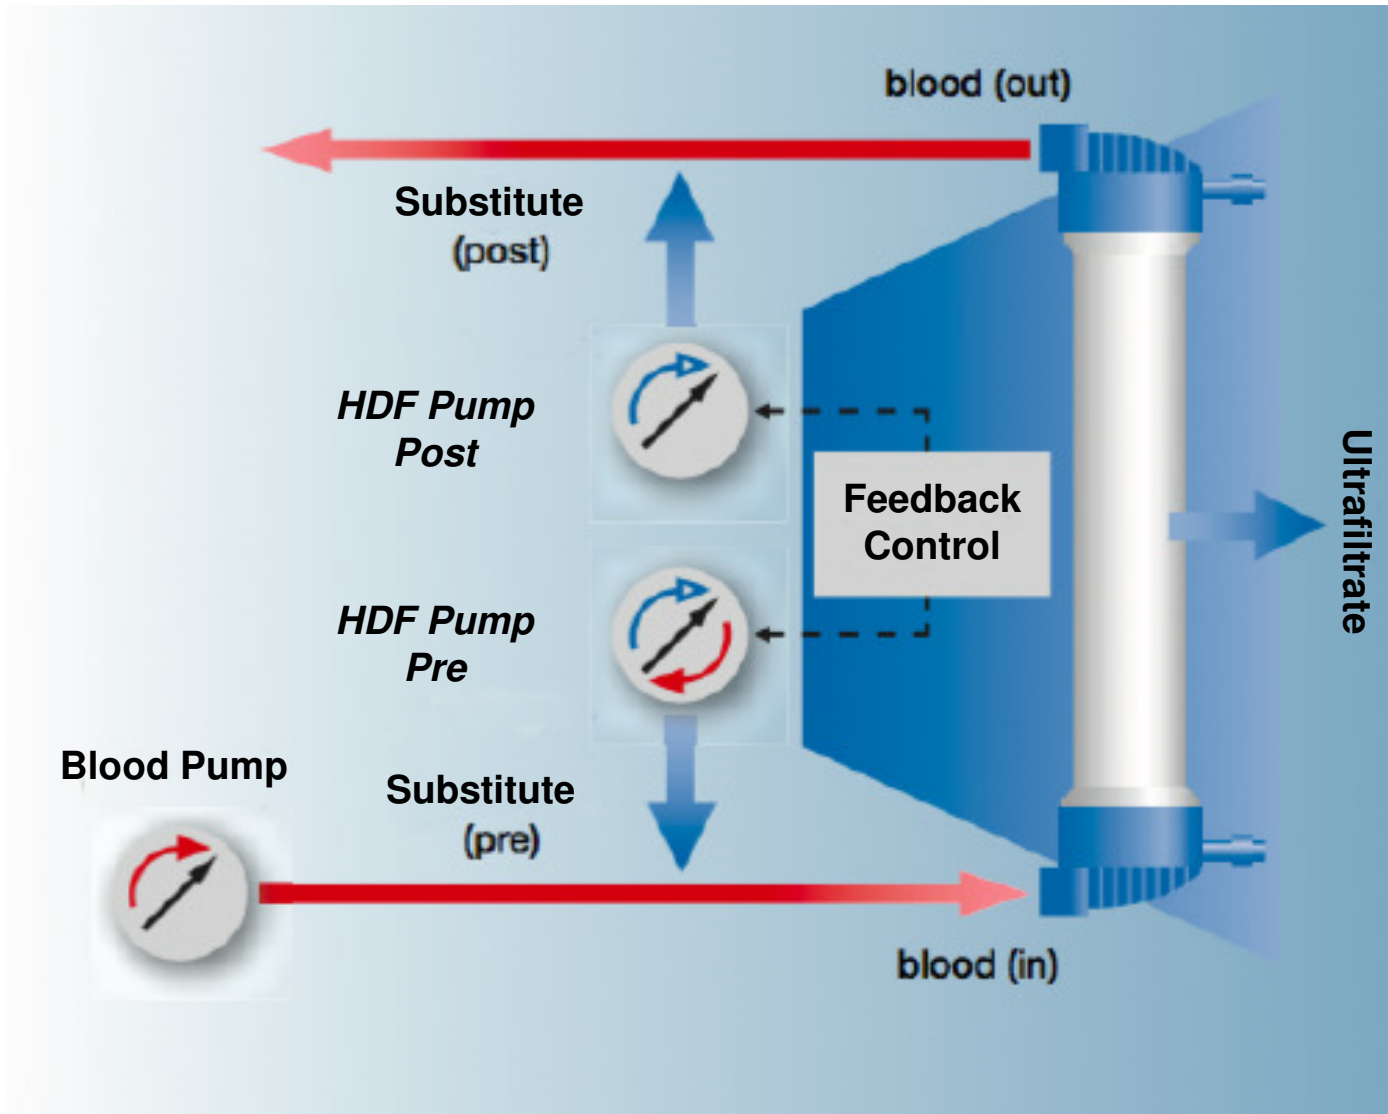 blood (out)
Substitute
(post)
HDF Pump
Post
Feedback
Control
Ultrafiltrate
HDF Pump
Pre
Blood Pump
Substitute
(pre)
blood (in)